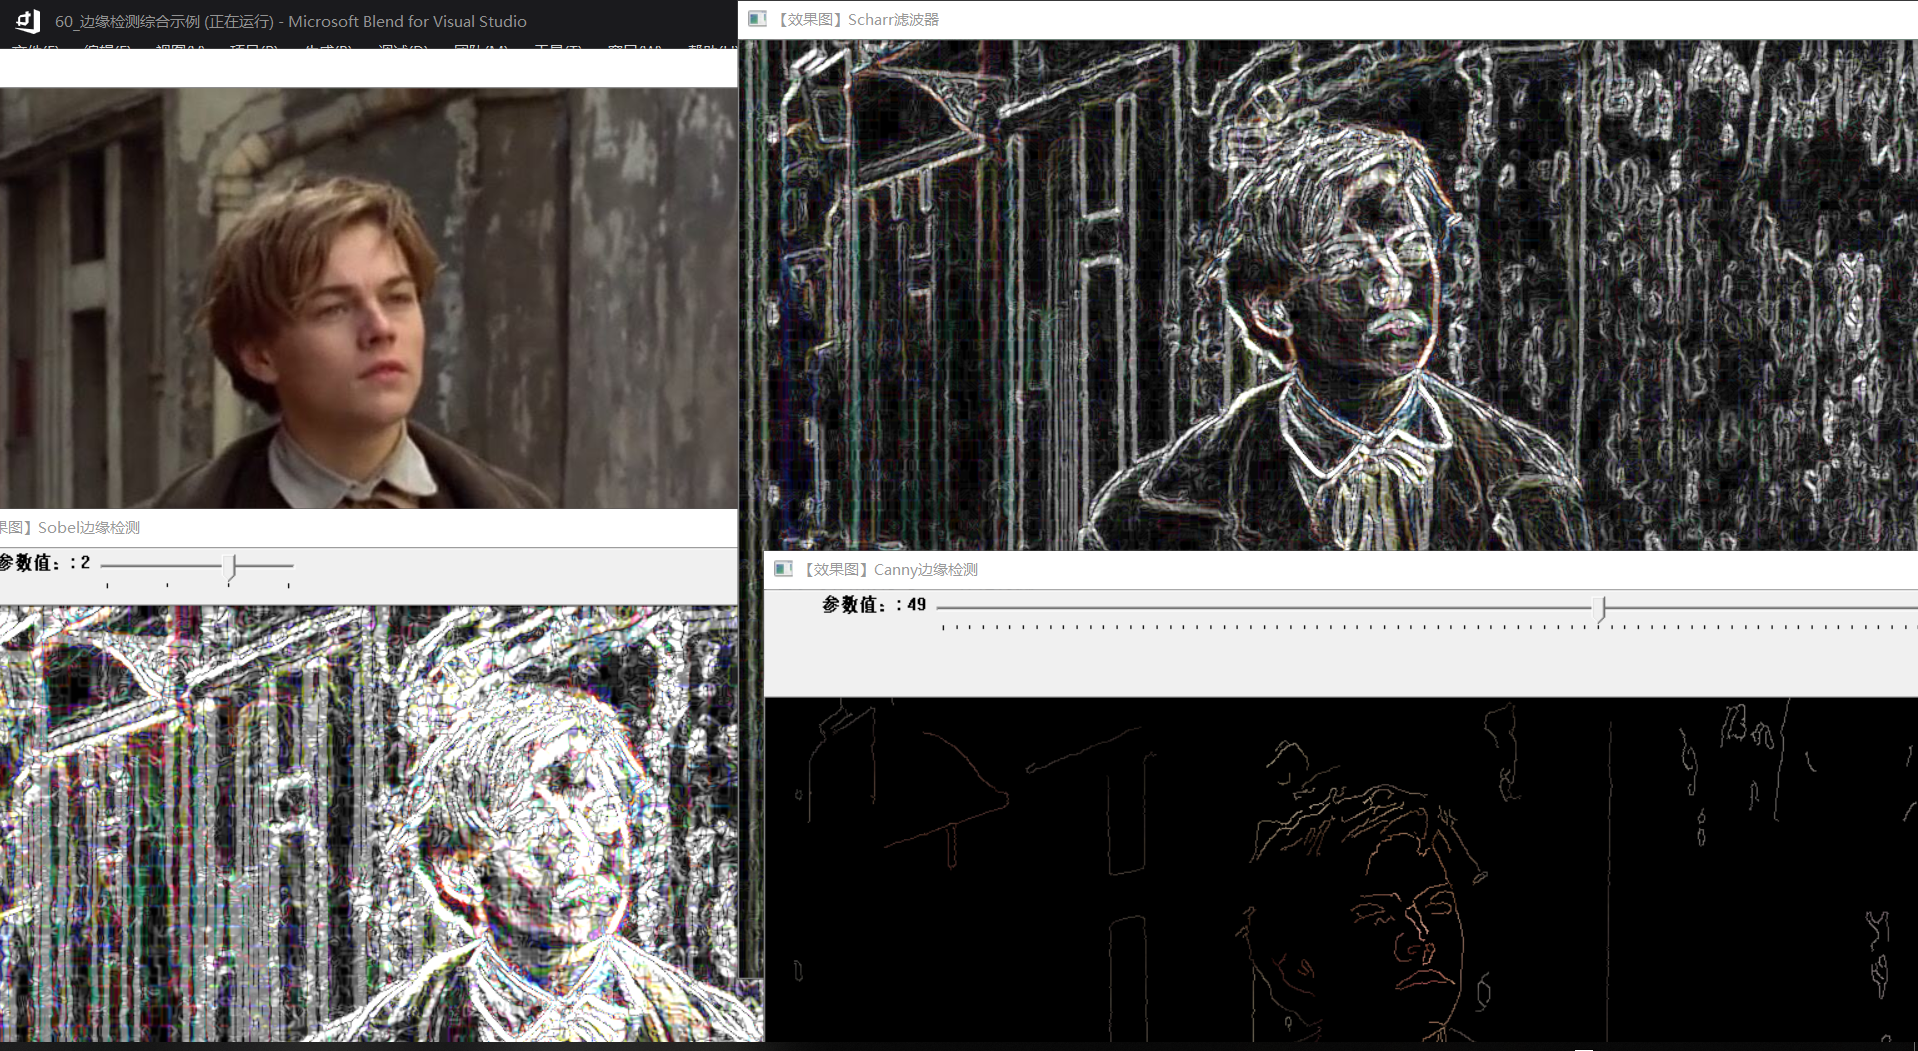 60_边缘检测综合示例 (正在运行) - Microsoft Blend for Visual Studio
【效果图】Scharr滤波器
果图】Sobel边缘检测
参数值：: 2
【效果图】Canny边缘检测
参数值：: 49